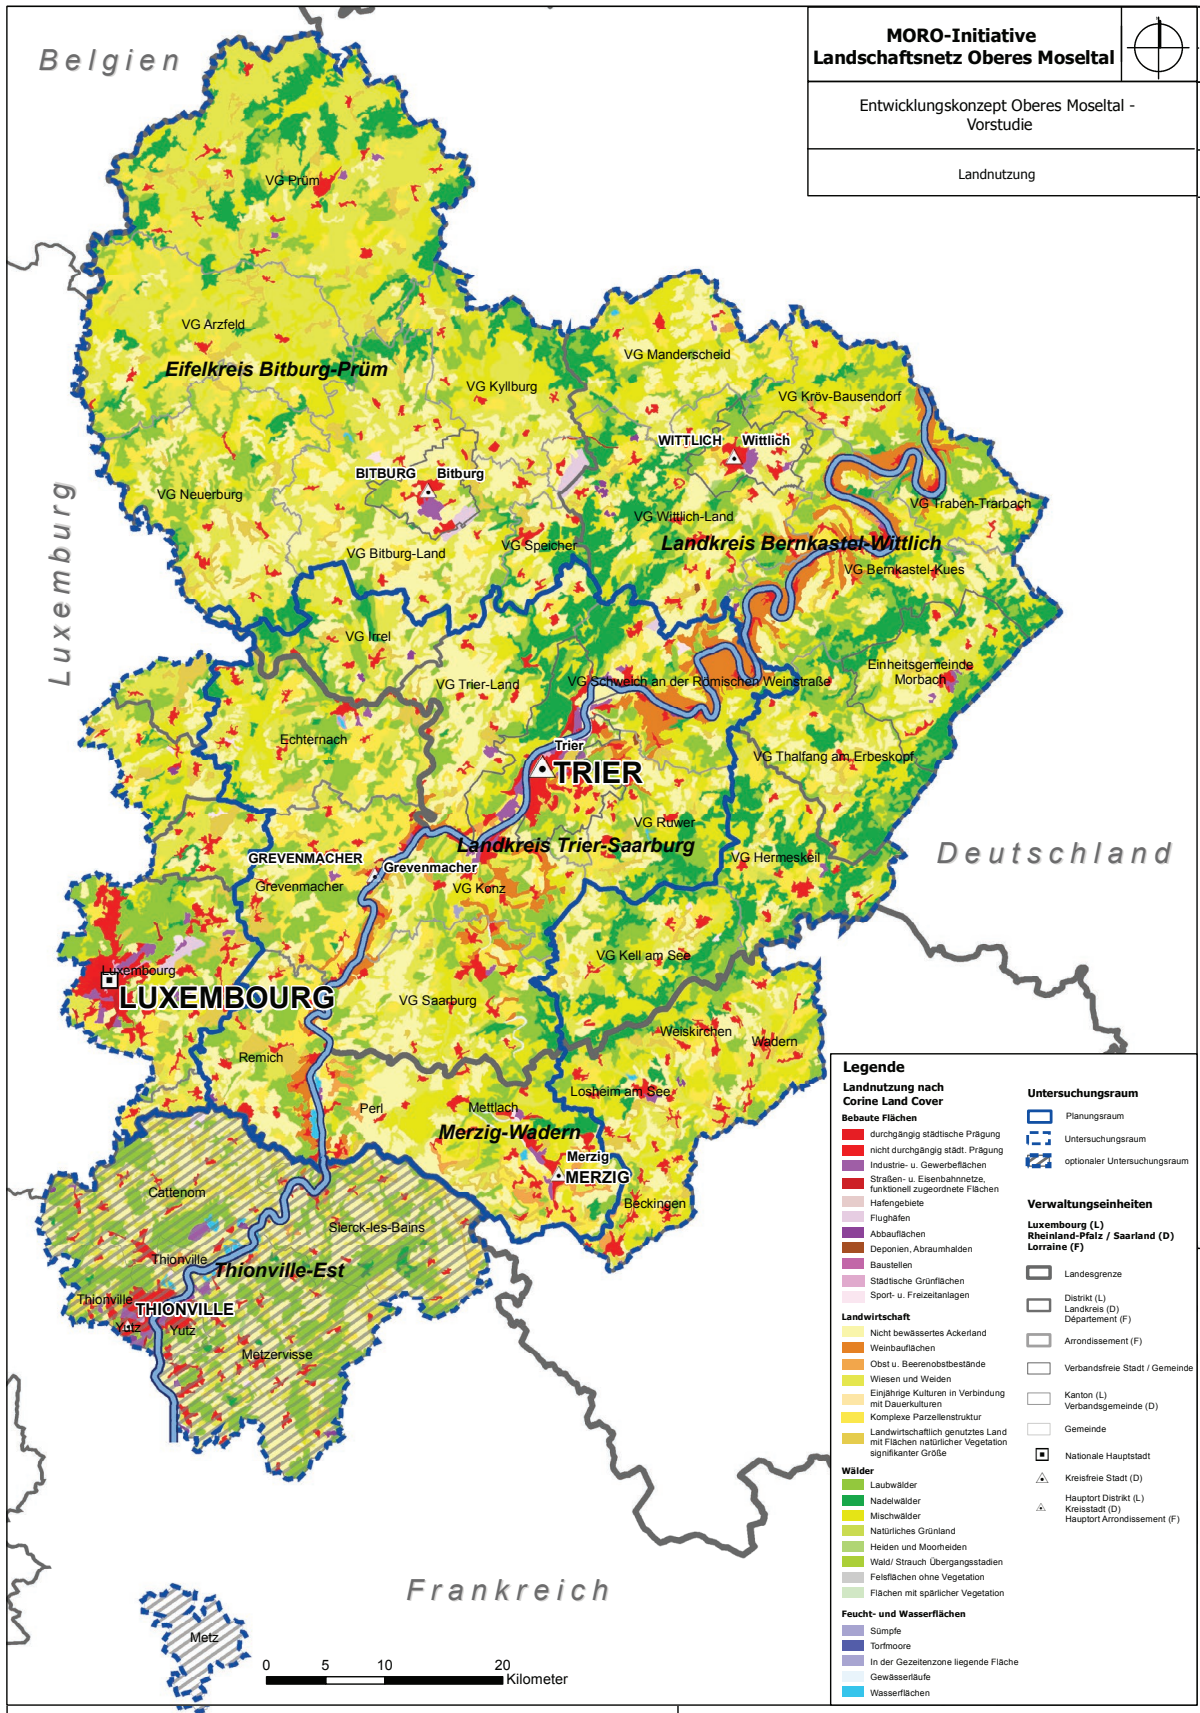 MORO-Initiative
Landschaftsnetz Oberes Moseltal
N
Entwicklungskonzept Oberes Moseltal -
Vorstudie
Landnutzung
Belgien
Luxemburg
Deutschland
Frankreich
VG Prüm
VG Arzfeld
Eifelkreis Bitburg-Prüm
VG Manderscheid
VG Kyllburg
VG Kröv-Bausendorf
WITTLICH Wittlich
BITBURG Bitburg
VG Neuerburg
VG Traben-Trarbach
VG Wittlich-Land
VG Speicher
Landkreis Bernkastel-Wittlich
VG Bitburg-Land
VG Bernkastel-Kues
VG Irrel
Einheitsgemeinde
Morbach
VG Trier-Land
VG Schweich an der Römischen Weinstraße
Echternach
Trier
TRIER
VG Thalfang am Erbeskopf
VG Ruwer
Landkreis Trier-Saarburg
GREVENMACHER
Grevenmacher
Grevenmacher
VG Konz
VG Hermeskeil
VG Kell am See
Luxembourg
LUXEMBOURG
VG Saarburg
Weiskirchen
Wadern
Remich
Losheim am See
Perl
Mettlach
Merzig-Wadern
Merzig
MERZIG
Beckingen
Cattenom
Sierck-les-Bains
Thionville
Thionville-Est
Thionville
THIONVILLE
Yutz
Yutz
Metzervisse
Metz
0 5 10 20
Kilometer
Legende
Landnutzung nach
Corine Land Cover
Bebaute Flächen
durchgängig städtische Prägung
nicht durchgängig städt. Prägung
Industrie- u. Gewerbeflächen
Straßen- u. Eisenbahnnetze,
funktionell zugeordnete Flächen
Hafengebiete
Flughäfen
Abbauflächen
Deponien, Abraumhalden
Baustellen
Städtische Grünflächen
Sport- u. Freizeitanlagen
Landwirtschaft
Nicht bewässertes Ackerland
Weinbauflächen
Obst u. Beerenobstbestände
Wiesen und Weiden
Einjährige Kulturen in Verbindung
mit Dauerkulturen
Komplexe Parzellenstruktur
Landwirtschaftlich genutztes Land
mit Flächen natürlicher Vegetation
signifikanter Größe
Wälder
Laubwälder
Nadelwälder
Mischwälder
Natürliches Grünland
Heiden und Moorheiden
Wald/ Strauch Übergangsstadien
Felsflächen ohne Vegetation
Flächen mit spärlicher Vegetation
Feucht- und Wasserflächen
Sümpfe
Torfmoore
In der Gezeitenzone liegende Fläche
Gewässerläufe
Wasserflächen
Untersuchungsraum
Planungsraum
Untersuchungsraum
optionaler Untersuchungsraum
Verwaltungseinheiten
Luxembourg (L)
Rheinland-Pfalz / Saarland (D)
Lorraine (F)
Landesgrenze
Distrikt (L)
Landkreis (D)
Département (F)
Arrondissement (F)
Verbandsfreie Stadt / Gemeinde
Kanton (L)
Verbandsgemeinde (D)
Gemeinde
Nationale Hauptstadt
Kreisfreie Stadt (D)
Hauptort Distrikt (L)
Kreisstadt (D)
Hauptort Arrondissement (F)